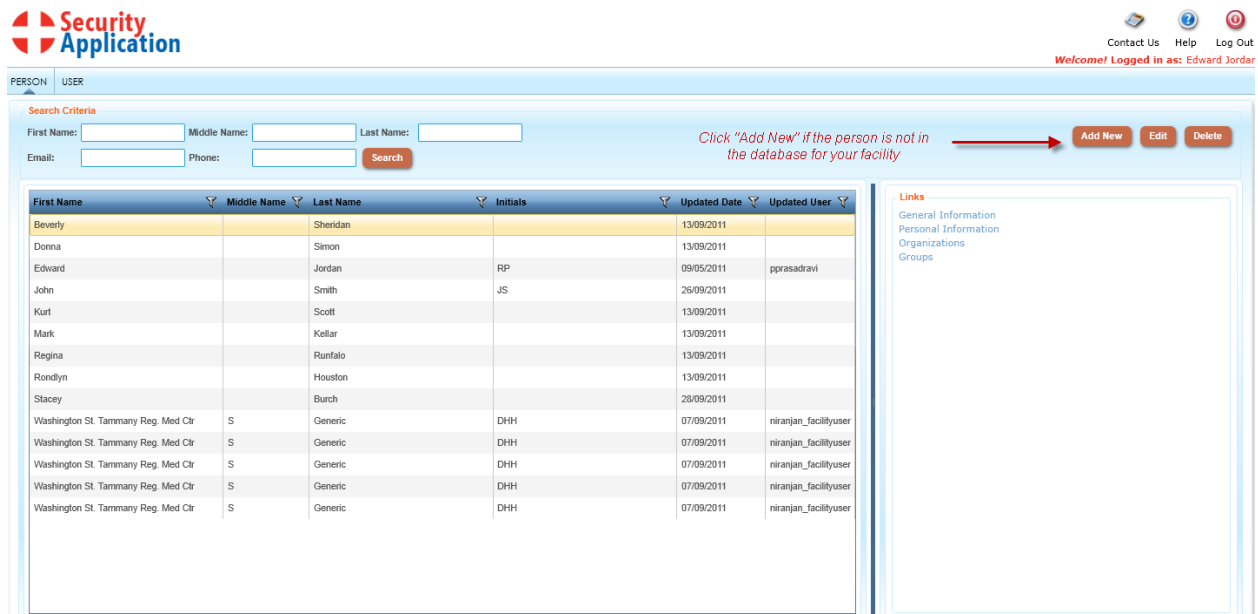 Security
Application
Contact Us Help Log Out
Welcome! Logged in as: Edward Jordan
PERSON USER
Search Criteria
First Name: Middle Name: Last Name:
Email: Phone: Search
Click "Add New" if the person is not in
the database for your facility
Add New Edit Delete
First Name Middle Name Last Name Initials Updated Date Updated User
Beverly Sheridan 13/09/2011
Donna Simon 13/09/2011
Edward Jordan RP 09/05/2011 pprasadravi
John Smith JS 26/09/2011
Kurt Scott 13/09/2011
Mark Kellar 13/09/2011
Regina Runfalo 13/09/2011
Rondlyn Houston 13/09/2011
Stacey Burch 28/09/2011
Washington St. Tammany Reg. Med Ctr S Generic DHH 07/09/2011 niranjan_facilityuser
Washington St. Tammany Reg. Med Ctr S Generic DHH 07/09/2011 niranjan_facilityuser
Washington St. Tammany Reg. Med Ctr S Generic DHH 07/09/2011 niranjan_facilityuser
Washington St. Tammany Reg. Med Ctr S Generic DHH 07/09/2011 niranjan_facilityuser
Washington St. Tammany Reg. Med Ctr S Generic DHH 07/09/2011 niranjan_facilityuser
Links
General Information
Personal Information
Organizations
Groups